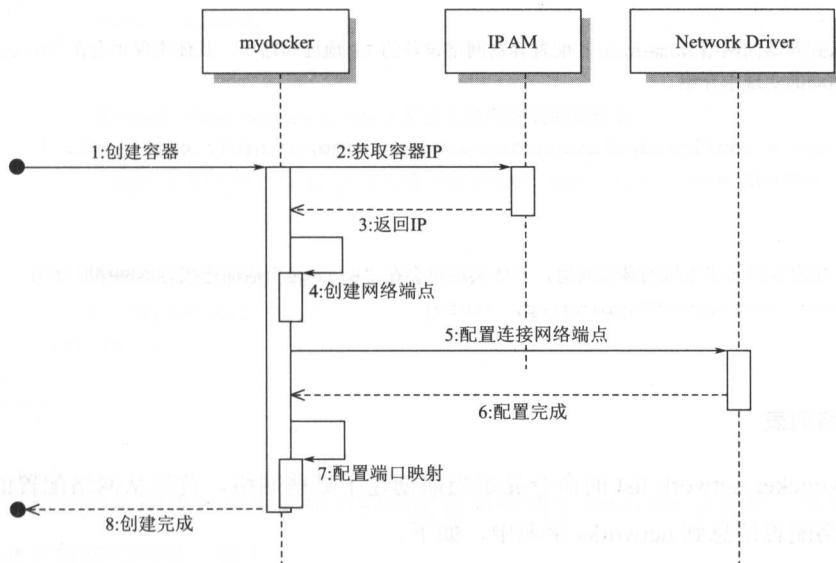 mydocker
IPAM
Network Driver
1:创建容器
2:获取容器IP
3:返回IP
4:创建网络端点
5:配置连接网络端点
6:配置完成
7:配置端口映射
8:创建完成